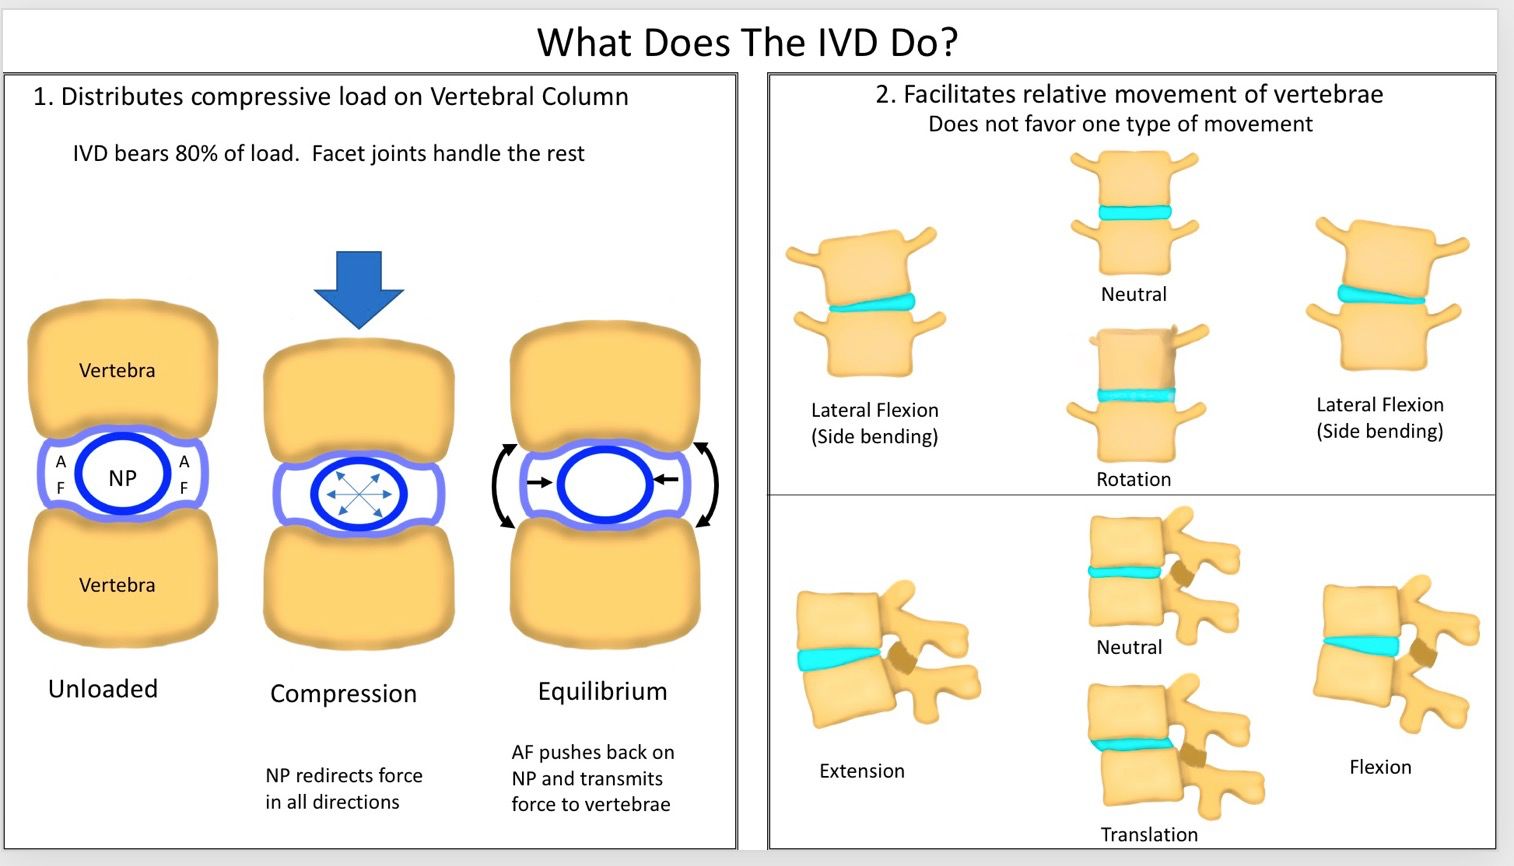 What Does The IVD Do?
1. Distributes compressive load on Vertebral Column
IVD bears 80% of load.  Facet joints handle the rest
Vertebra
A
F
NP
A
F
Vertebra
Unloaded
Compression
NP redirects force
in all directions
Equilibrium
AF pushes back on
NP and transmits
force to vertebrae
2. Facilitates relative movement of vertebrae
Does not favor one type of movement
Neutral
Lateral Flexion
(Side bending)
Rotation
Lateral Flexion
(Side bending)
Neutral
Extension
Translation
Flexion